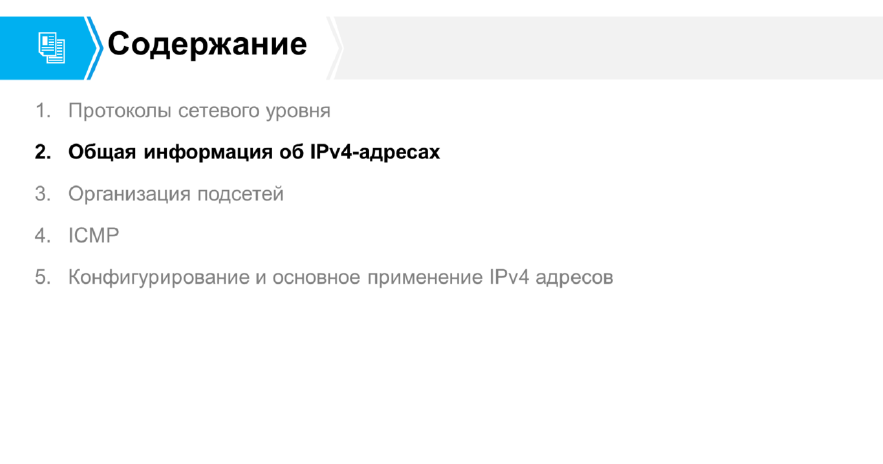 Содержание
1. Протоколы сетевого уровня
2. Общая информация об IPv4-адресах
3. Организация подсетей
4. ICMP
5. Конфигурирование и основное применение IPv4 адресов